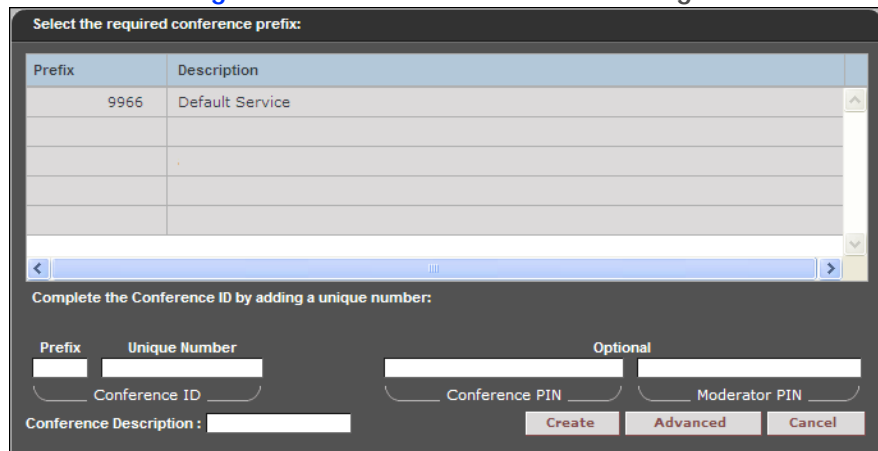 Select the required conference prefix:
Prefix Description
9966 Default Service
Complete the Conference ID by adding a unique number:
Prefix Unique Number Optional
Conference ID Conference PIN Moderator PIN
Conference Description : Create Advanced Cancel